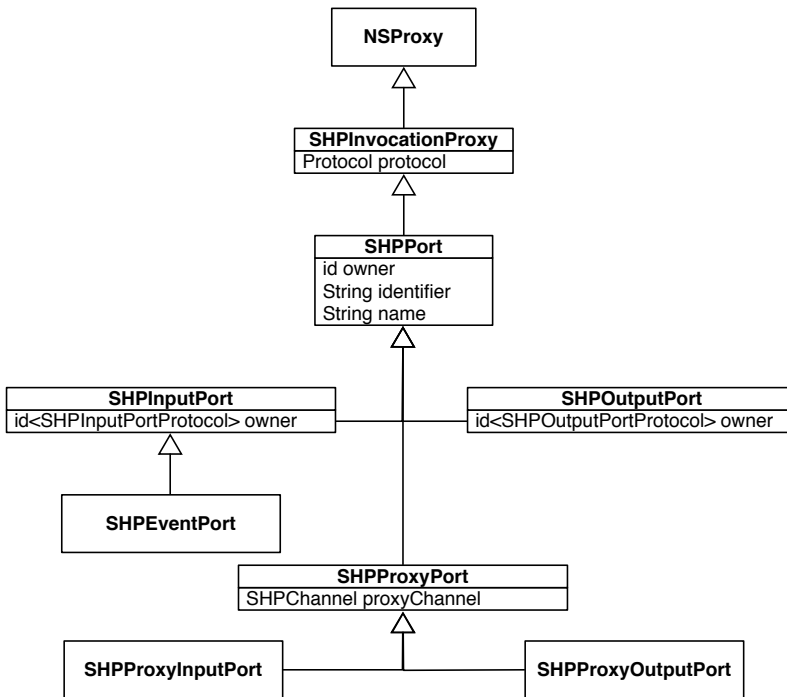 NSProxy
SHPInvocationProxy
Protocol protocol
SHPPort
id owner
String identifier
String name
SHPInputPort
id<SHPInputPortProtocol> owner
SHPOutputPort
id<SHPOutputPortProtocol> owner
SHPEventPort
SHPProxyPort
SHPChannel proxyChannel
SHPProxyInputPort
SHPProxyOutputPort